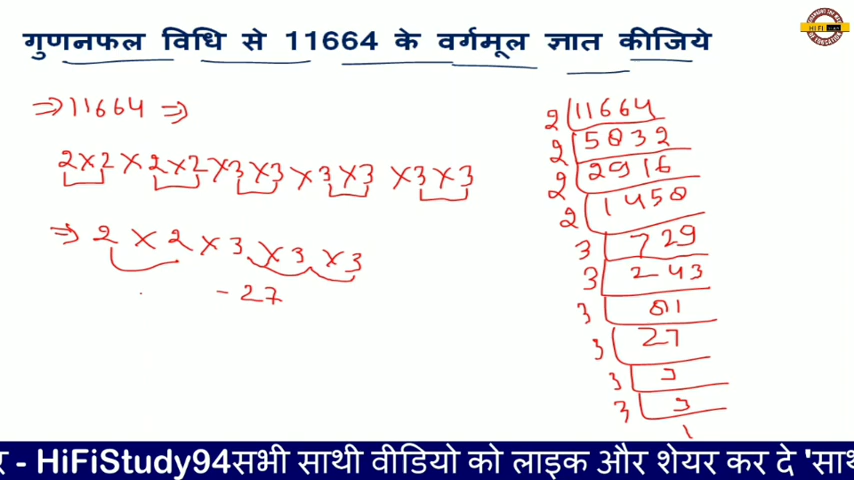 गुणनफल विधि से 11664 के वर्गमूल ज्ञात कीजिये
HiFi
⇒ 11664 ⇒
2×2 × 2×2 ×3×3 ×3×3 ×3×3
⇒ 2 × 2 × 3 × 3 × 3
- 27
2 11664
2 5832
2 2916
2 1458
3 729
3 243
3 81
3 27
3 9
3 3
1
र - HiFiStudy94सभी साथी वीडियो को लाइक और शेयर कर दे 'साथ